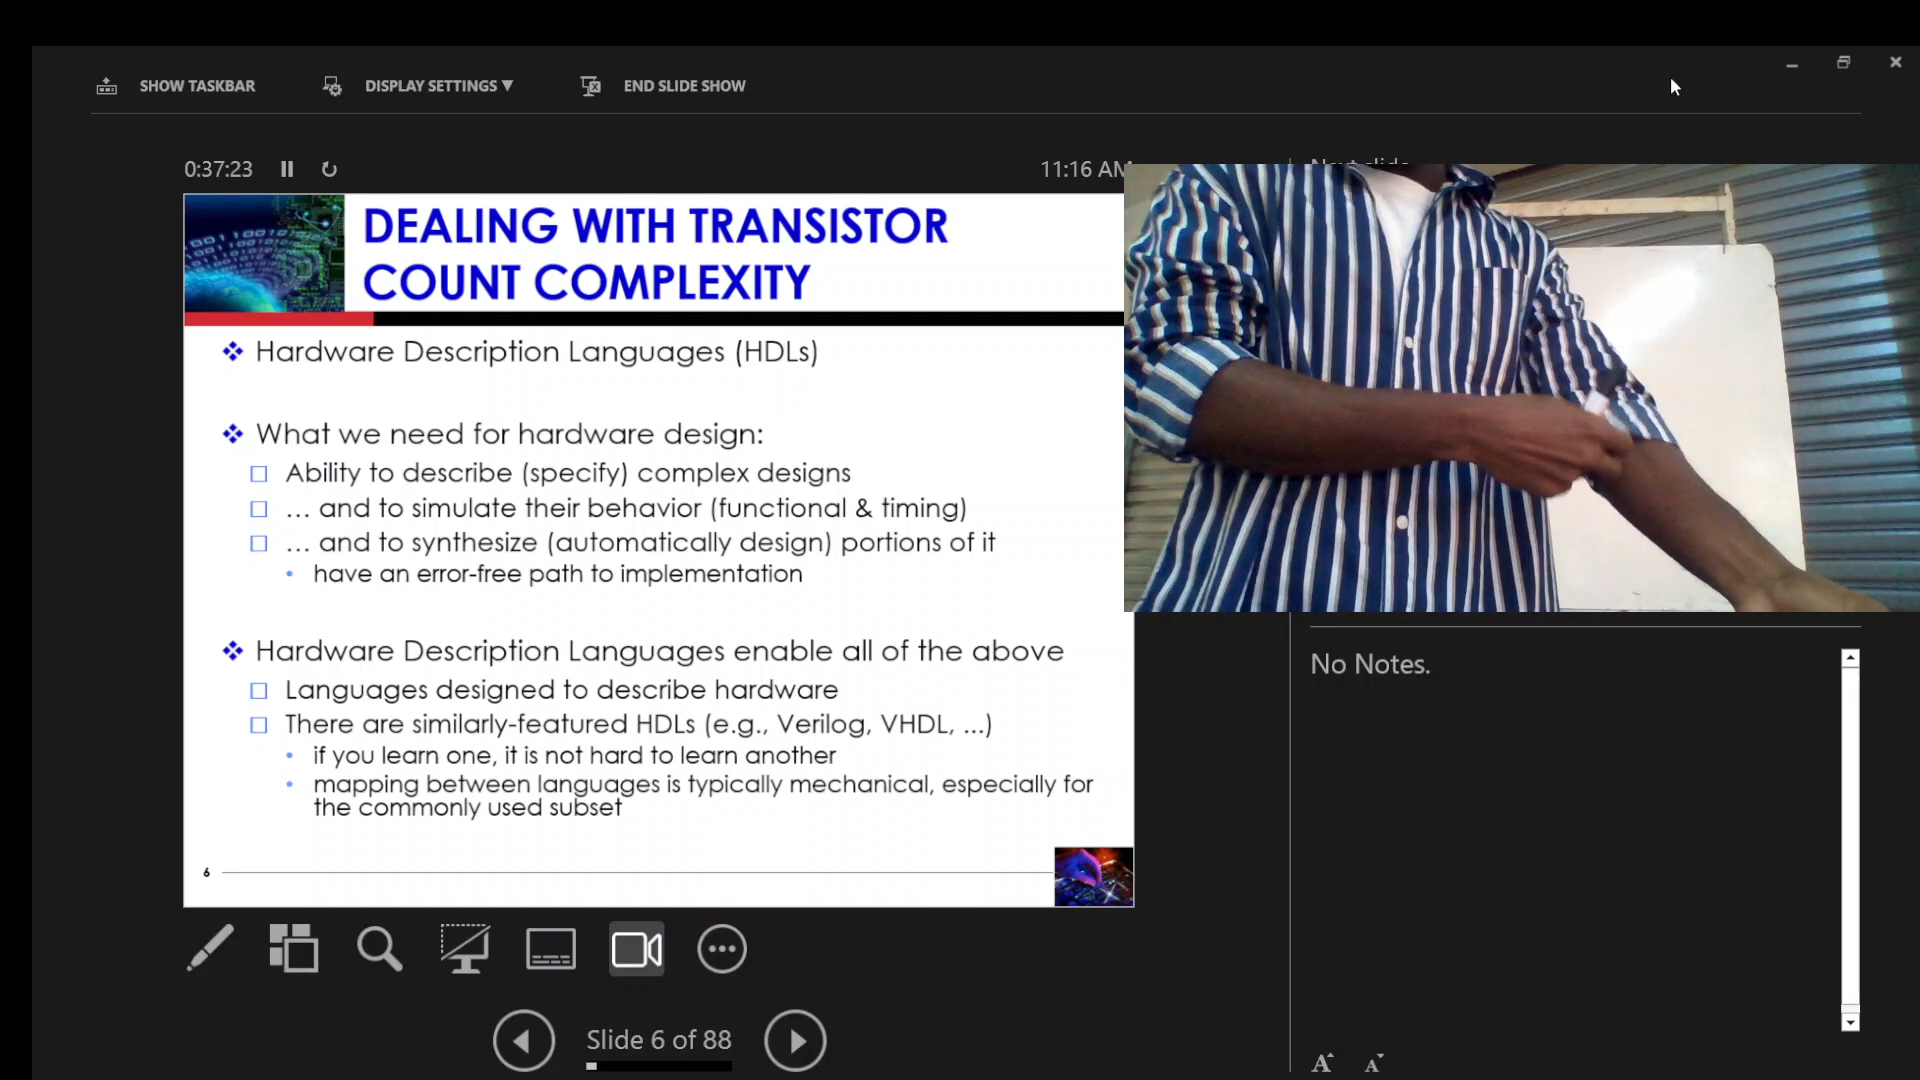 SHOW TASKBAR DISPLAY SETTINGS ▼ END SLIDE SHOW
0:37:23 11:16 AM
Next slide
DEALING WITH TRANSISTOR
COUNT COMPLEXITY
❖ Hardware Description Languages (HDLs)
❖ What we need for hardware design:
□ Ability to describe (specify) complex designs
□ … and to simulate their behavior (functional & timing)
□ … and to synthesize (automatically design) portions of it
• have an error-free path to implementation
❖ Hardware Description Languages enable all of the above
□ Languages designed to describe hardware
□ There are similarly-featured HDLs (e.g., Verilog, VHDL, ...)
• if you learn one, it is not hard to learn another
• mapping between languages is typically mechanical, especially for
the commonly used subset
6
No Notes.
Slide 6 of 88
A A